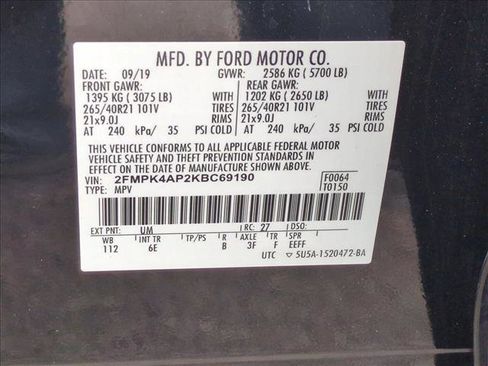 MFD. BY FORD MOTOR CO.
DATE: 09/19 GVWR: 2586 KG ( 5700 LB)
FRONT GAWR: REAR GAWR:
1395 KG ( 3075 LB) WITH 1202 KG ( 2650 LB) WITH
265/40R21 101V TIRES 265/40R21 101V TIRES
21x9.0J RIMS 21x9.0J RIMS
AT 240 kPa/ 35 PSI COLD AT 240 kPa/ 35 PSI COLD
THIS VEHICLE CONFORMS TO ALL APPLICABLE FEDERAL MOTOR
VEHICLE SAFETY AND THEFT PREVENTION STANDARDS IN
EFFECT ON THE DATE OF MANUFACTURE SHOWN ABOVE.
VIN: 2FMPK4AP2KBC69190 F0064
TYPE: MPV T0150
EXT PNT: UM RC: 27 DSO:
WB INT TR TP/PS R AXLE TR SPR
112 6E B 3F F EEFF
UTC ▽ 5U5A-1520472-BA